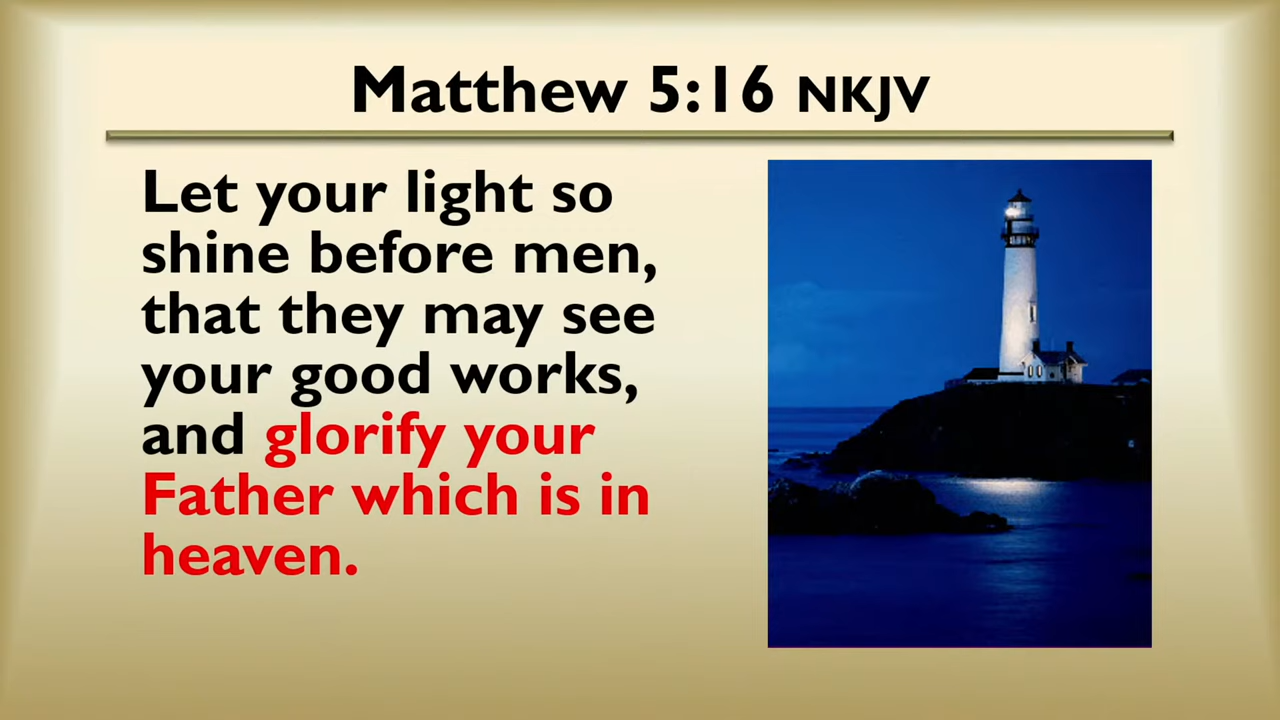 Matthew 5:16 NKJV
Let your light so
shine before men,
that they may see
your good works,
and glorify your
Father which is in
heaven.